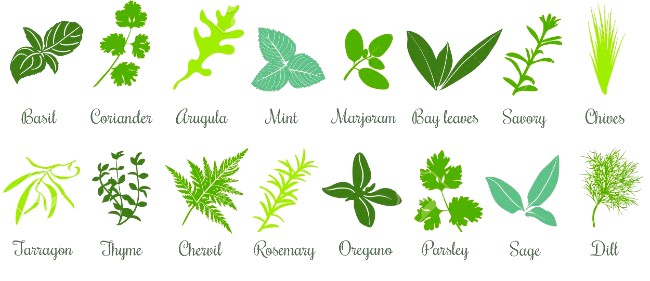 Basil Coriander Arugula Mint Marjoram Bay leaves Savory Chives
Tarragon Thyme Chervil Rosemary Oregano Parsley Sage Dill